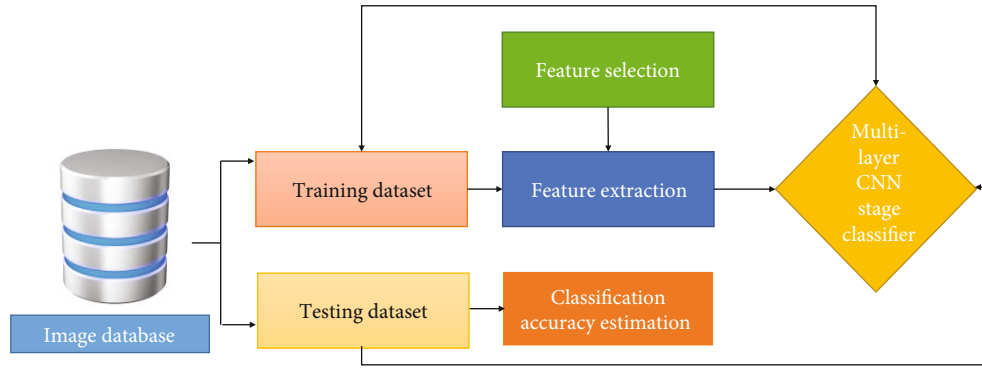 Feature selection
Training dataset
Feature extraction
Multi-
layer
CNN
stage
classifier
Image database
Testing dataset
Classification
accuracy estimation